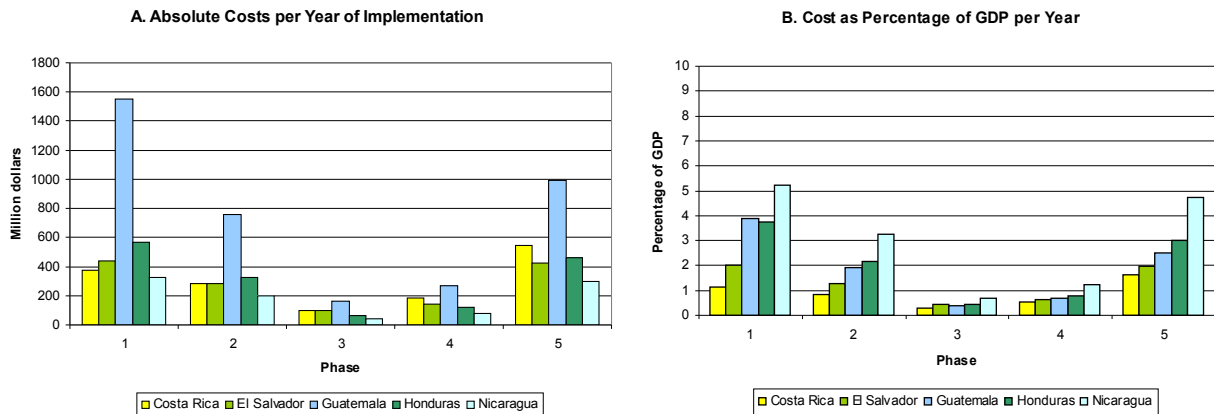 A. Absolute Costs per Year of Implementation
1800
1600
1400
1200
1000
800
600
400
200
0
Million dollars
1 2 3 4 5
Phase
Costa Rica El Salvador Guatemala Honduras Nicaragua
B. Cost as Percentage of GDP per Year
10
9
8
7
6
5
4
3
2
1
0
Percentage of GDP
1 2 3 4 5
Phase
Costa Rica El Salvador Guatemala Honduras Nicaragua